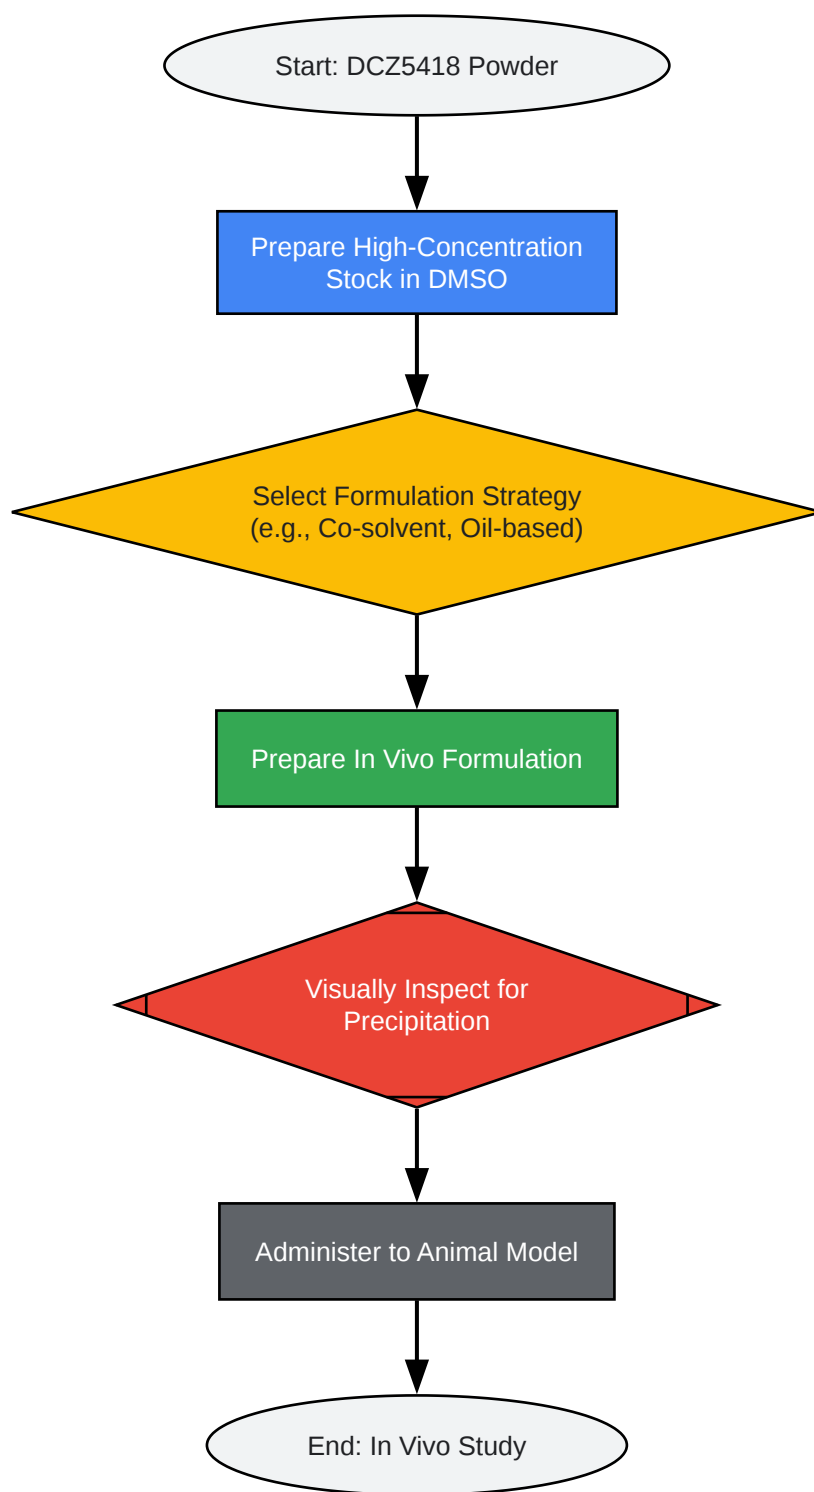 Start: DCZ5418 Powder
Prepare High-Concentration
Stock in DMSO
Select Formulation Strategy
(e.g., Co-solvent, Oil-based)
Prepare In Vivo Formulation
Visually Inspect for
Precipitation
Administer to Animal Model
End: In Vivo Study